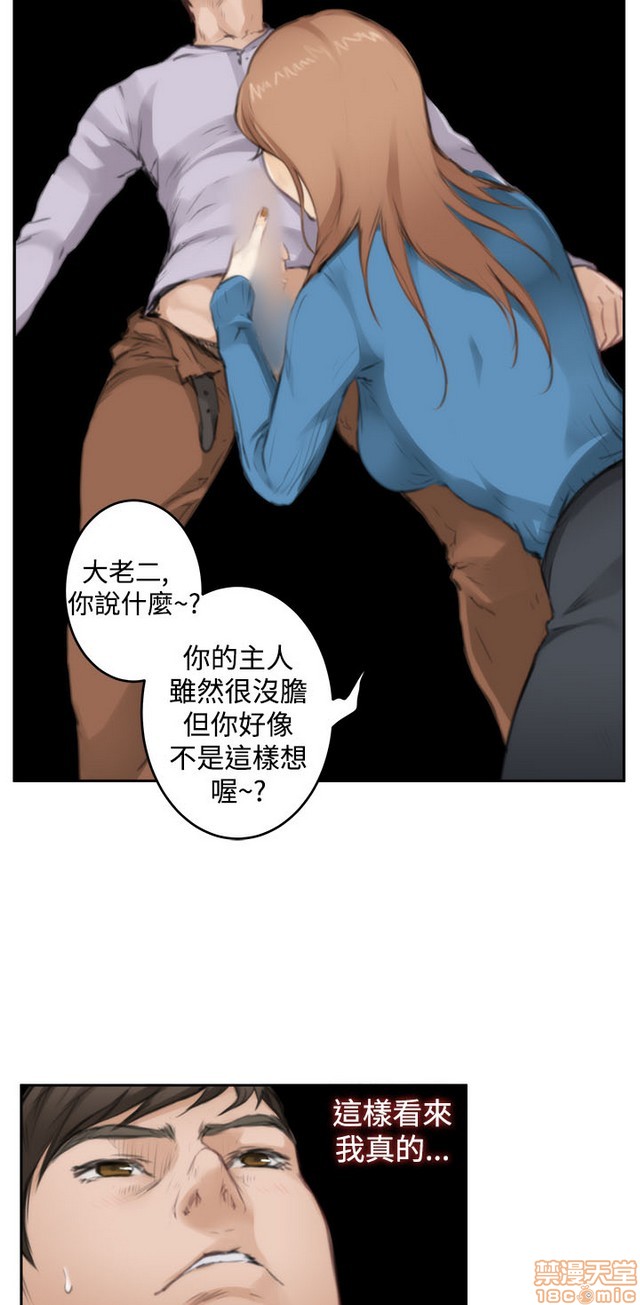 大老二,
你說什麼~?
你的主人
雖然很沒膽
但你好像
不是這樣想
喔~?
這樣看來
我真的...
禁漫天堂
18comic